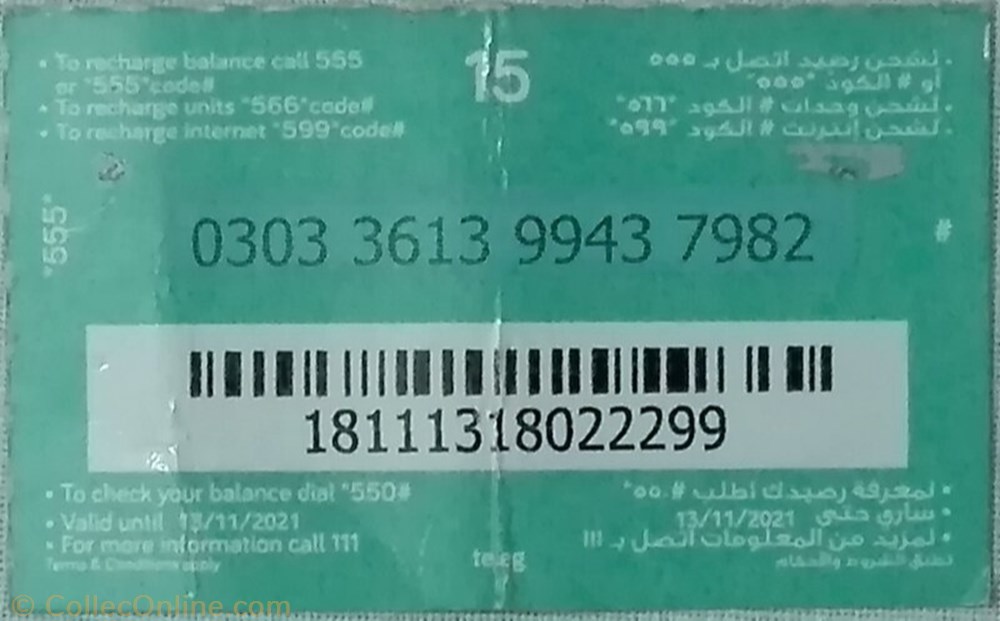 • To recharge balance call 555
or *555*code#
• To recharge units *566*code#
• To recharge internet *599*code#
15
• لشحن رصيد اتصل بـ ٥٥٥
أو # الكود *٥٥٥*
• لشحن وحدات # الكود *٥٦٦*
• لشحن إنترنت # الكود *٥٩٩*
*555*
0303 3613 9943 7982
#
18111318022299
• To check your balance dial *550#
• Valid until 13/11/2021
• For more information call 111
Terms & Conditions apply
• لمعرفة رصيدك اطلب #٥٥٠*
• ساري حتى 13/11/2021
• لمزيد من المعلومات اتصل بـ ١١١
تطبق الشروط والأحكام
te.eg
© CollecOnline.com